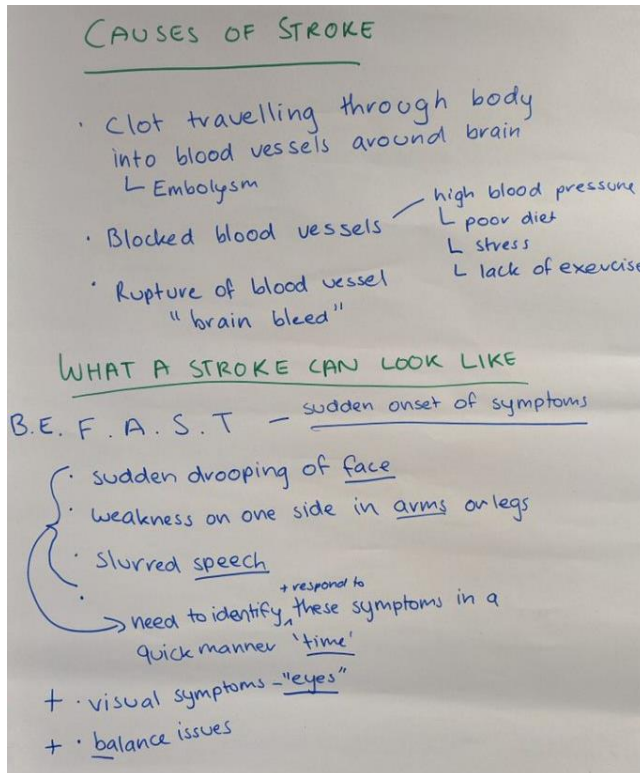 CAUSES OF STROKE
· Clot travelling through body
into blood vessels around brain
└ Embolysm
· Blocked blood vessels
high blood pressure
└ poor diet
└ stress
└ lack of exercise
· Rupture of blood vessel
"brain bleed"
WHAT A STROKE CAN LOOK LIKE
B.E. F. A. S. T – sudden onset of symptoms
· sudden drooping of face
· weakness on one side in arms or legs
· slurred speech
+ respond to
· → need to identify ^ these symptoms in a
quick manner 'time'
+ · visual symptoms – "eyes"
+ · balance issues